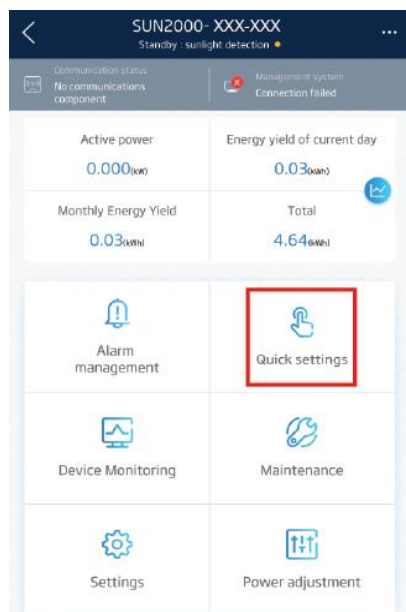 SUN2000- XXX-XXX
Standby : sunlight detection
...
Communication status
No communications
component
Management system
Connection failed
Active power
0.000(kW)
Energy yield of current day
0.03(kWh)
Monthly Energy Yield
0.03(kWh)
Total
4.64(kWh)
Alarm
management
Quick settings
Device Monitoring
Maintenance
Settings
Power adjustment